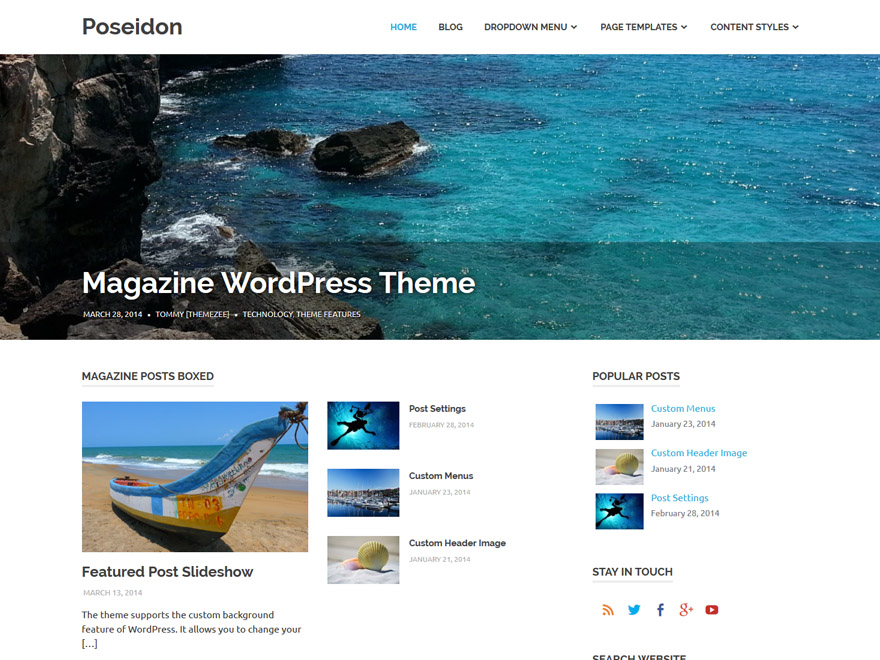 Poseidon
HOME
BLOG
DROPDOWN MENU
PAGE TEMPLATES
CONTENT STYLES
Magazine WordPress Theme
MARCH 28, 2014 • TOMMY [THEMEZEE] • TECHNOLOGY, THEME FEATURES
MAGAZINE POSTS BOXED
Featured Post Slideshow
MARCH 13, 2014
The theme supports the custom background
feature of WordPress. It allows you to change your
[…]
Post Settings
FEBRUARY 28, 2014
Custom Menus
JANUARY 23, 2014
Custom Header Image
JANUARY 21, 2014
POPULAR POSTS
Custom Menus
January 23, 2014
Custom Header Image
January 21, 2014
Post Settings
February 28, 2014
STAY IN TOUCH
SEARCH WEBSITE